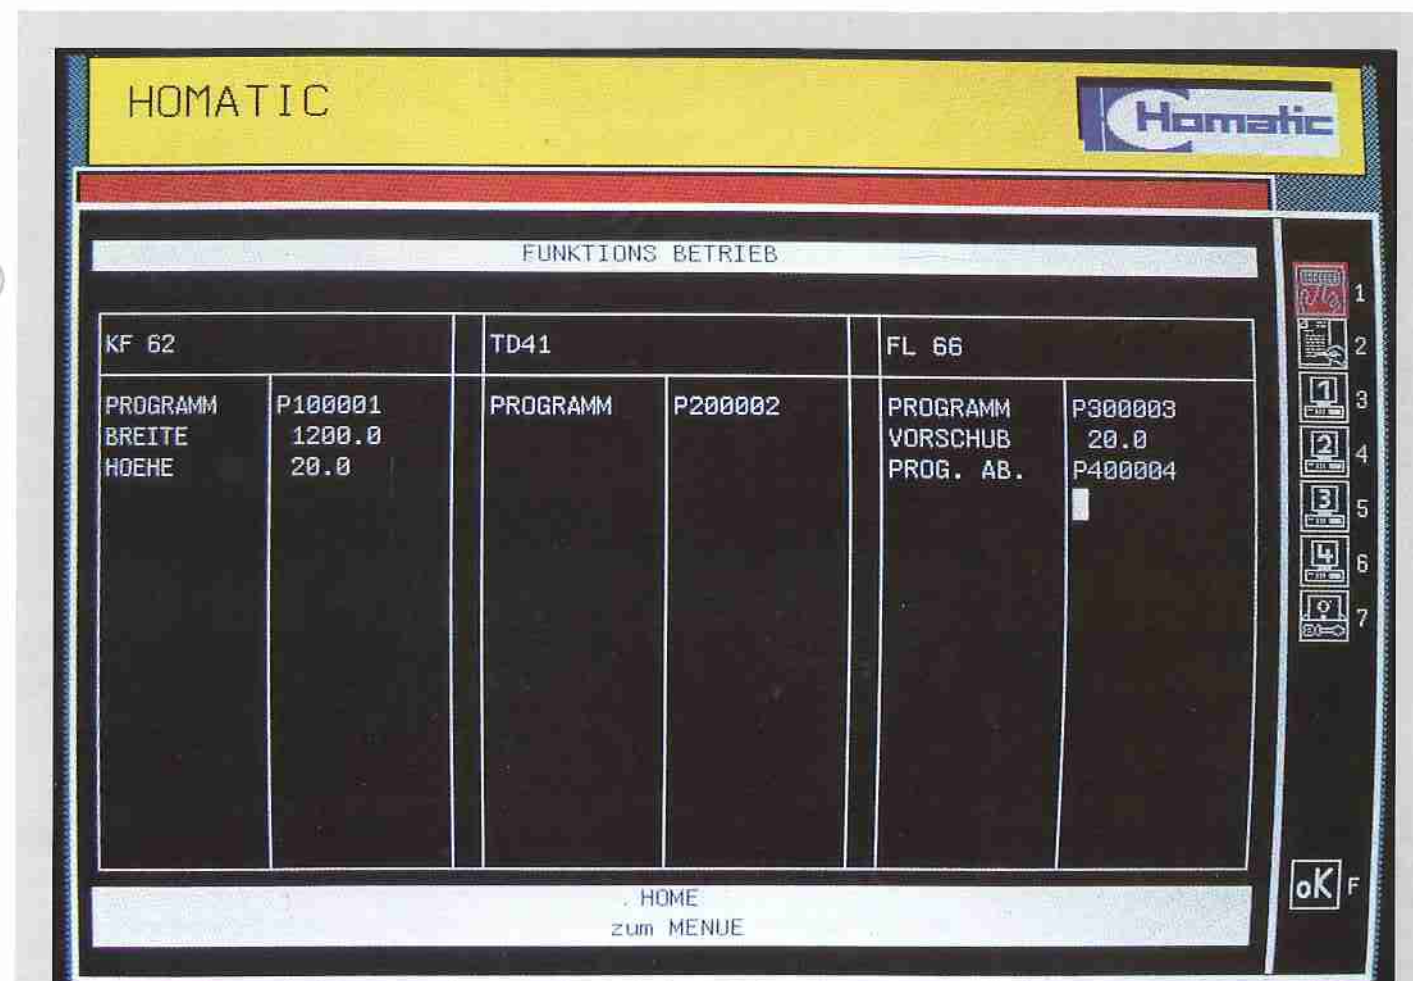 HOMATIC
Homatic
FUNKTIONS BETRIEB
KF 62
PROGRAMM P100001
BREITE 1200.0
HOEHE 20.0
TD41
PROGRAMM P200002
FL 66
PROGRAMM P300003
VORSCHUB 20.0
PROG. AB. P400004
1
2
1 3
2 4
3 5
4 6
7
oK F
HOME
zum MENUE